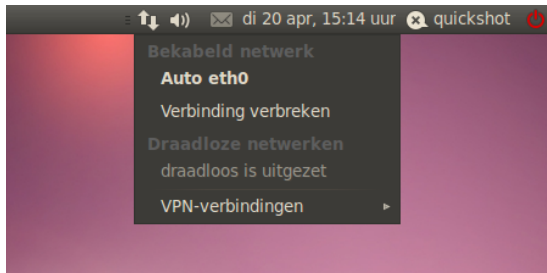 di 20 apr, 15:14 uur quickshot
Bekabeld netwerk
Auto eth0
Verbinding verbreken
Draadloze netwerken
draadloos is uitgezet
VPN-verbindingen